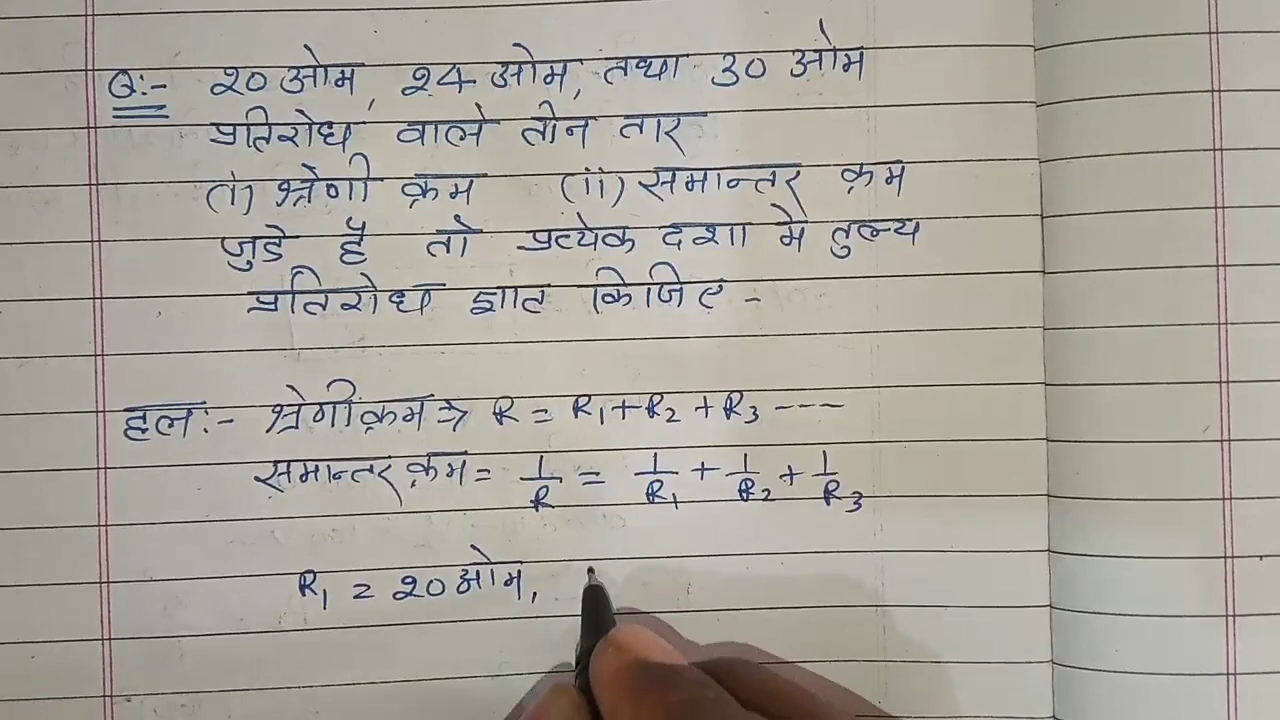 Q:- 20 ओम, 24 ओम, तथा 30 ओम
प्रतिरोध वाले तीन तार
(i) श्रेणी क्रम (ii) समान्तर क्रम
जुडे है तो प्रत्येक दशा मे तुल्य
प्रतिरोध ज्ञात किजिए -
हल:- श्रेणीक्रम ⇒ R = R₁ + R₂ + R₃ ----
समान्तर क्रम = 1/R = 1/R₁ + 1/R₂ + 1/R₃
R₁ = 20 ओम,